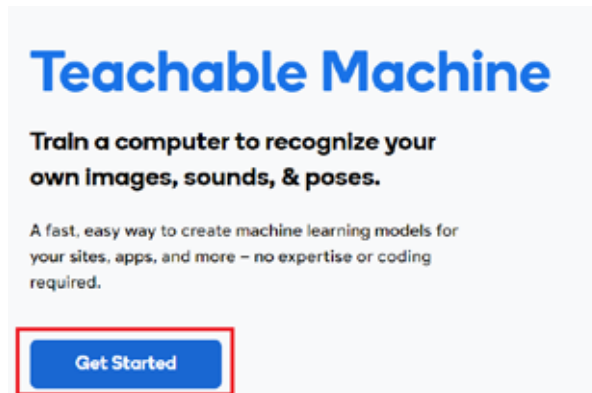 Teachable Machine
Train a computer to recognize your
own images, sounds, & poses.
A fast, easy way to create machine learning models for
your sites, apps, and more – no expertise or coding
required.
Get Started